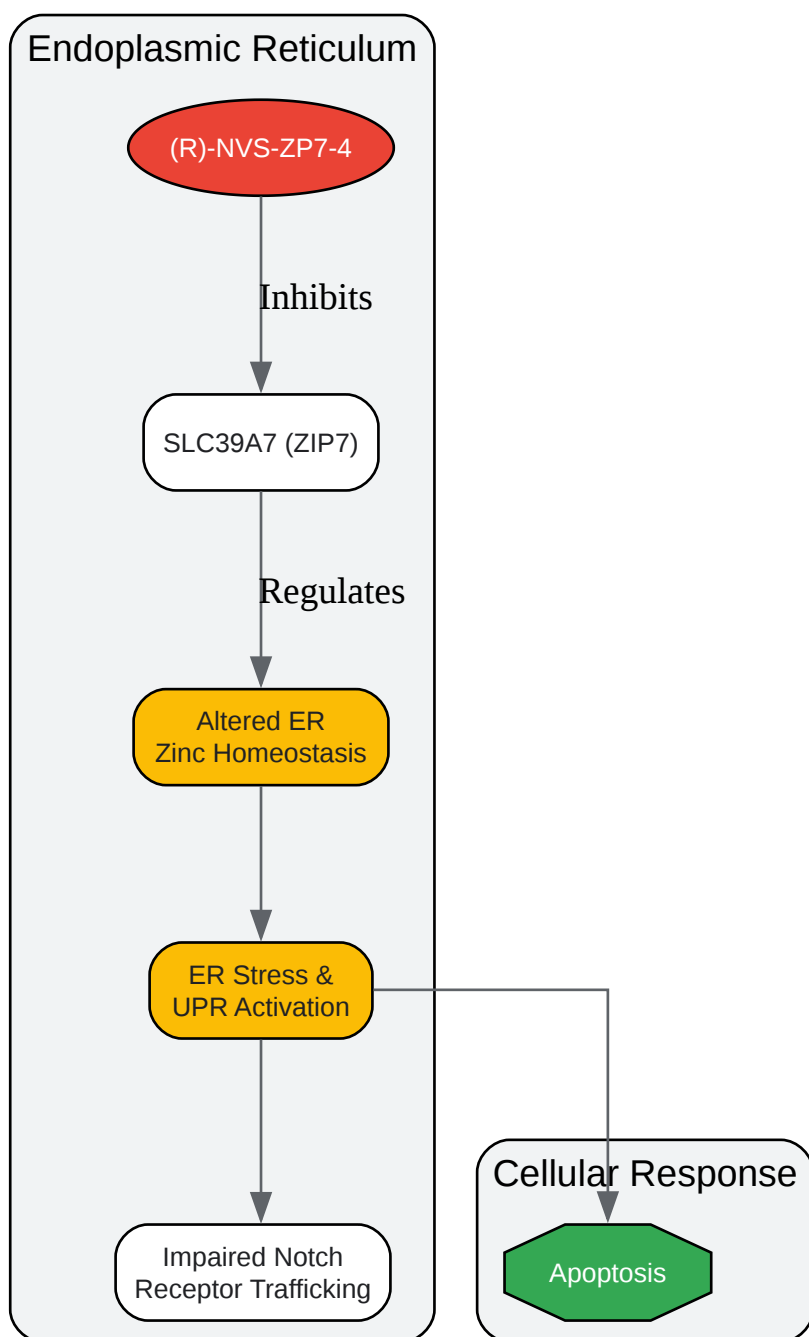 Endoplasmic Reticulum
(R)-NVS-ZP7-4
Inhibits
SLC39A7 (ZIP7)
Regulates
Altered ER
Zinc Homeostasis
ER Stress &
UPR Activation
Impaired Notch
Receptor Trafficking
Cellular Response
Apoptosis